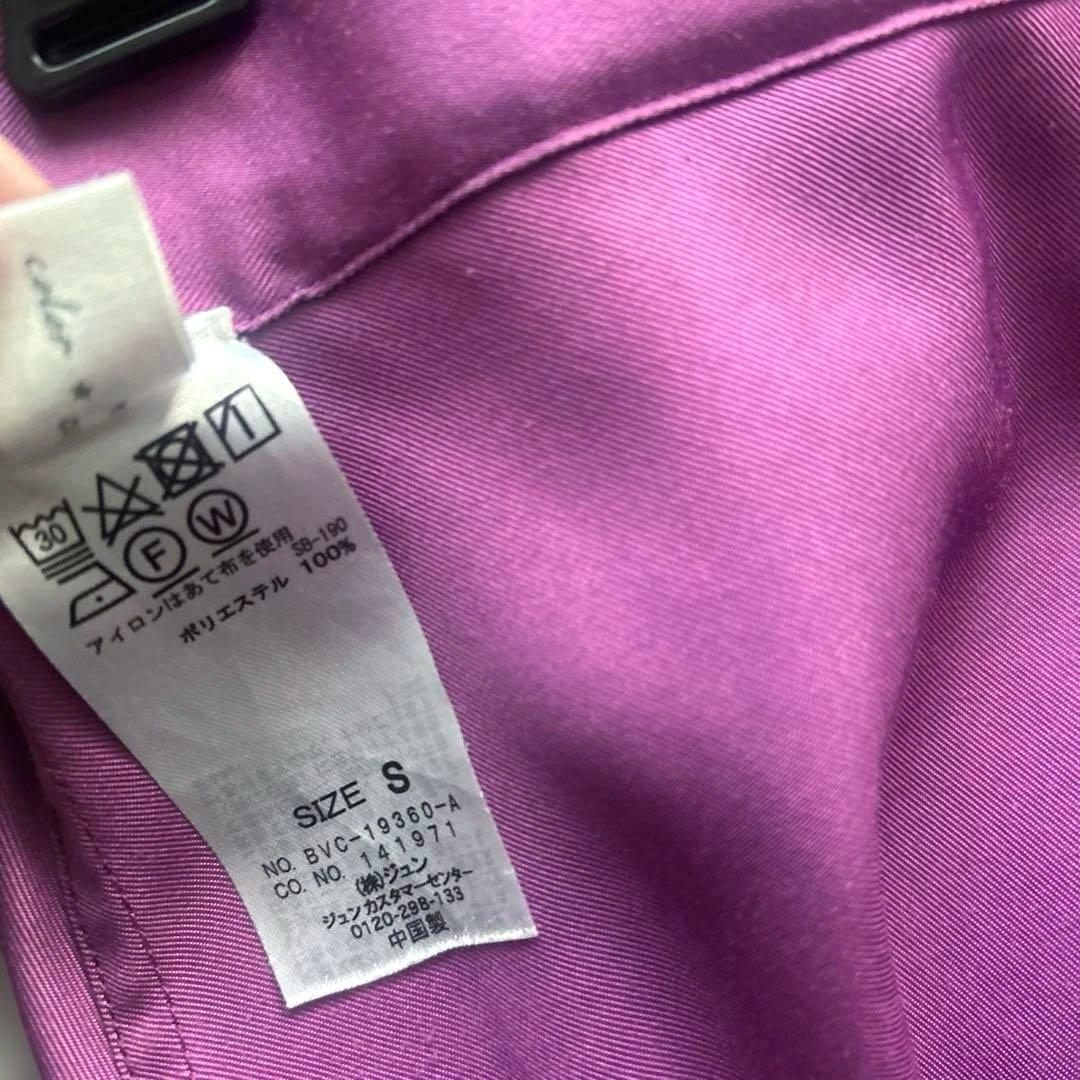 color
30
F
W
アイロンはあて布を使用
SB-190
ポリエステル 100%
SIZE S
NO. BVC-19360-A
CO. NO. 141971
(株)ジュン
ジュン カスタマーセンター
0120-298-133
中国製